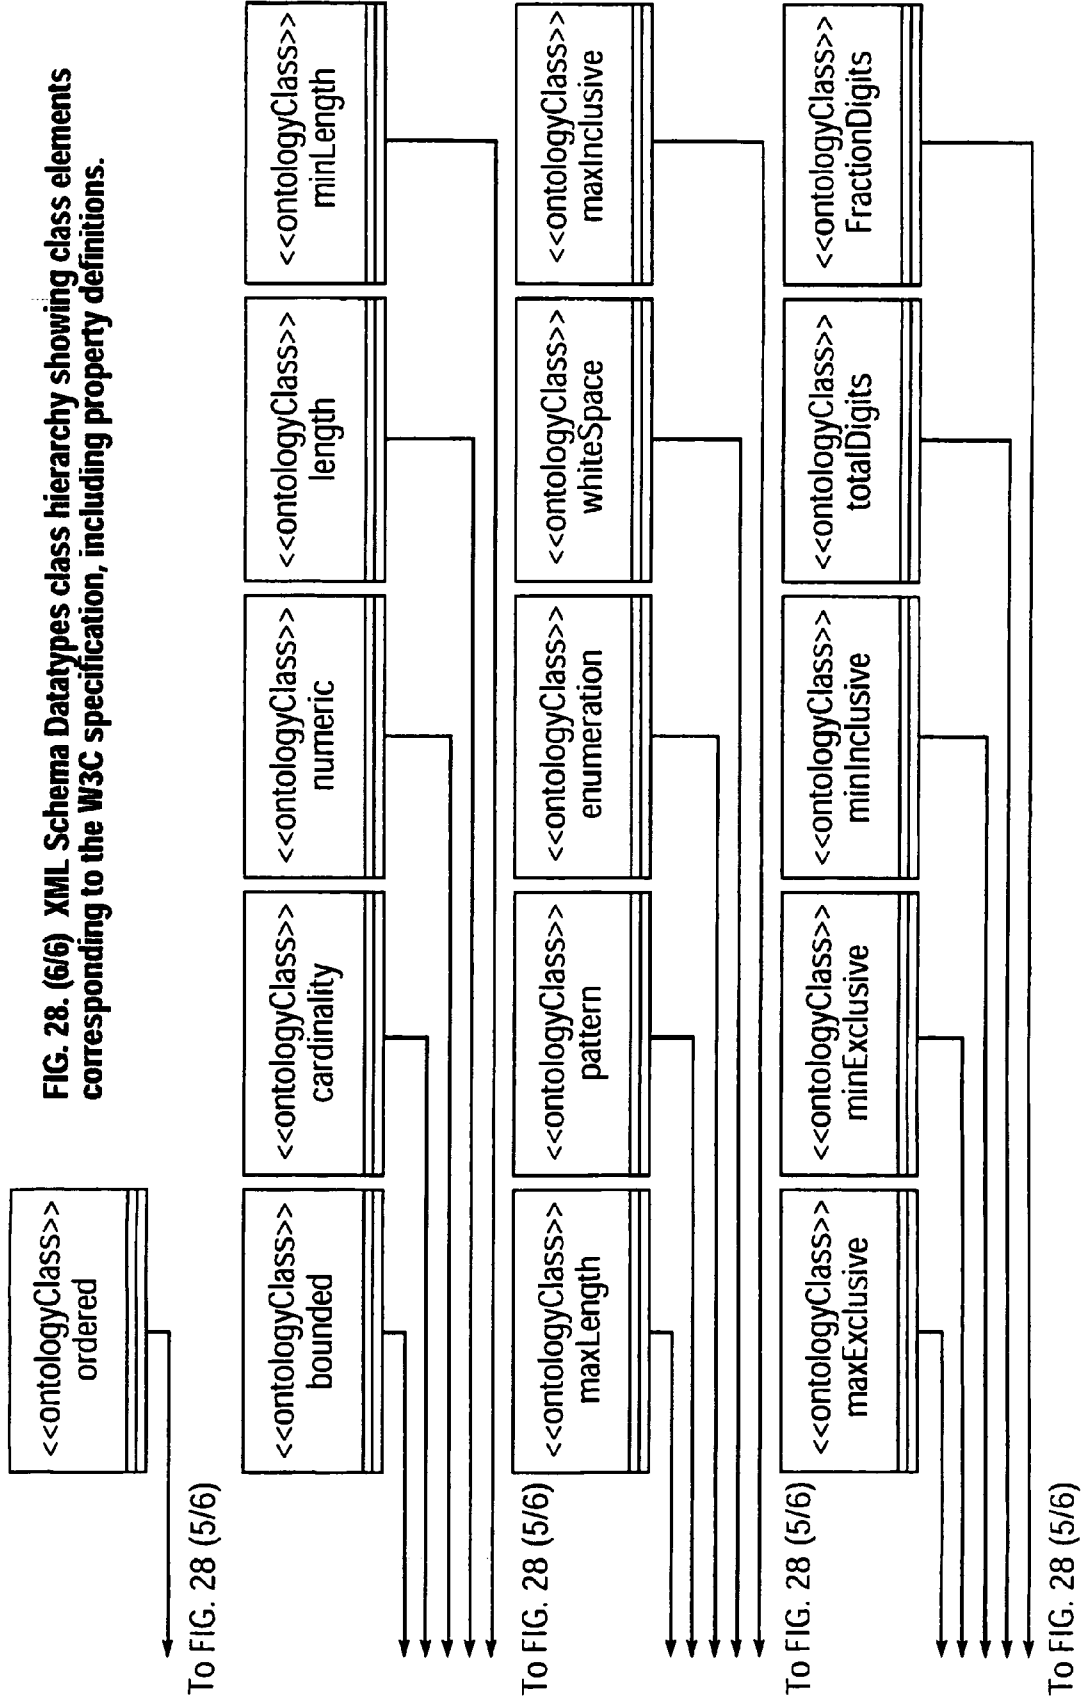 FIG. 28. (6/6) XML Schema Datatypes class hierarchy showing class elements
corresponding to the W3C specification, including property definitions.
<<ontologyClass>>
ordered
To FIG. 28 (5/6)
<<ontologyClass>>
bounded
<<ontologyClass>>
cardinality
<<ontologyClass>>
numeric
<<ontologyClass>>
length
<<ontologyClass>>
minLength
To FIG. 28 (5/6)
<<ontologyClass>>
maxLength
<<ontologyClass>>
pattern
<<ontologyClass>>
enumeration
<<ontologyClass>>
whiteSpace
<<ontologyClass>>
maxInclusive
To FIG. 28 (5/6)
<<ontologyClass>>
maxExclusive
<<ontologyClass>>
minExclusive
<<ontologyClass>>
minInclusive
<<ontologyClass>>
totalDigits
<<ontologyClass>>
FractionDigits
To FIG. 28 (5/6)